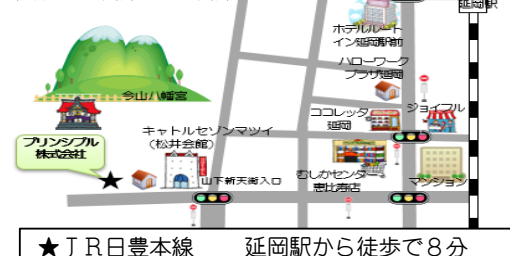 延岡駅
ホテルルート
イン延岡駅前
ハローワーク
プラザ延岡
今山八幡宮
ココレッタ
延岡
ジョイフル
キャトルセゾンマツイ
(松井会館)
プリンシプル
株式会社
むしかセンター
恵比寿店
マンション
山下新天街入口
★
★ＪＲ日豊本線 延岡駅から徒歩で８分